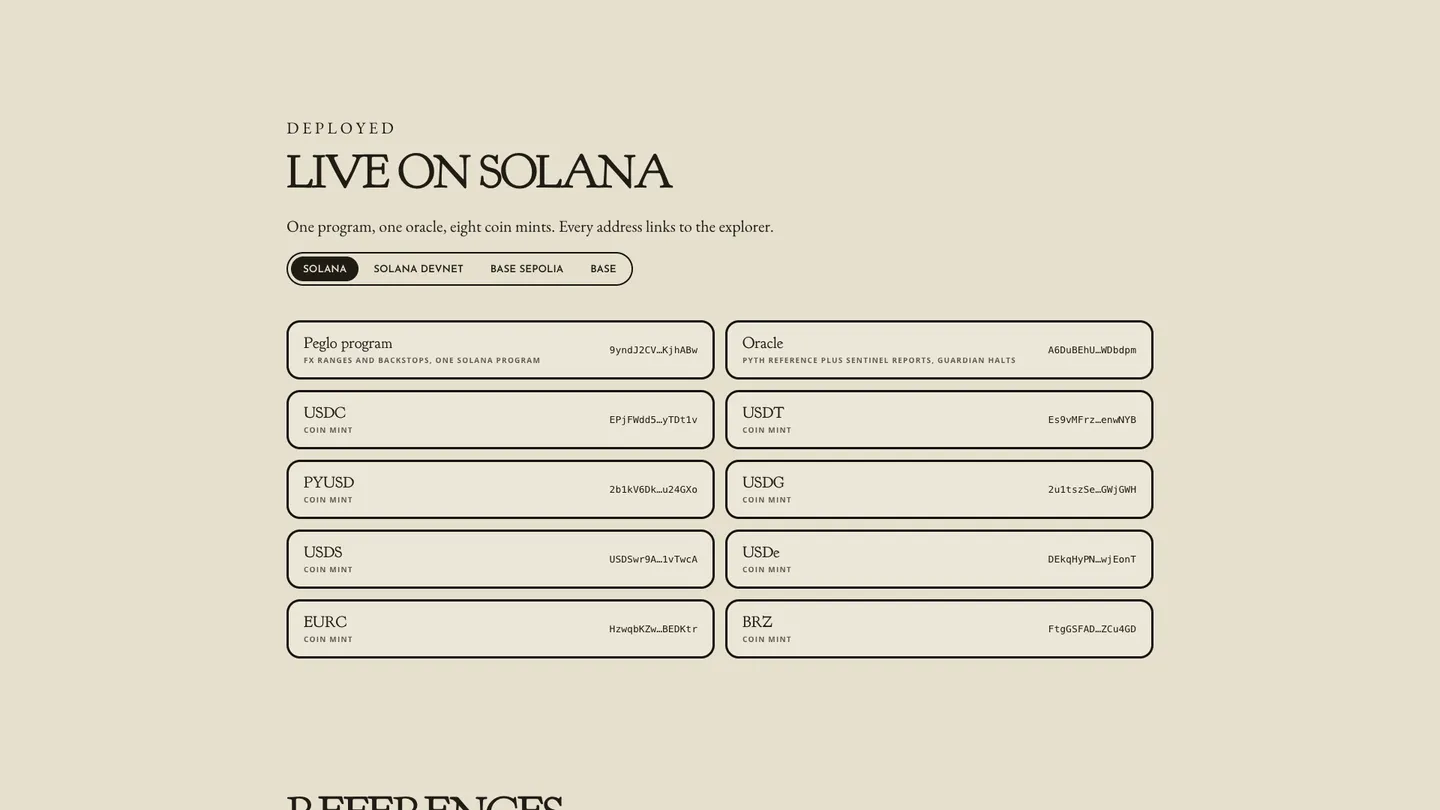 DEPLOYED
LIVE ON SOLANA
One program, one oracle, eight coin mints. Every address links to the explorer.
SOLANA SOLANA DEVNET BASE SEPOLIA BASE
Peglo program
FX RANGES AND BACKSTOPS, ONE SOLANA PROGRAM
9yndJ2CV…KjhABw
Oracle
PYTH REFERENCE PLUS SENTINEL REPORTS, GUARDIAN HALTS
A6DuBEhU…WDbdpm
USDC
COIN MINT
EPjFWdd5…yTDt1v
USDT
COIN MINT
Es9vMFrz…enwNYB
PYUSD
COIN MINT
2b1kV6Dk…u24GXo
USDG
COIN MINT
2u1tszSe…GWjGWH
USDS
COIN MINT
USDSwr9A…1vTwcA
USDe
COIN MINT
DEkqHyPN…wjEonT
EURC
COIN MINT
HzwqbKZw…BEDKtr
BRZ
COIN MINT
FtgGSFAD…ZCu4GD
REFERENCES